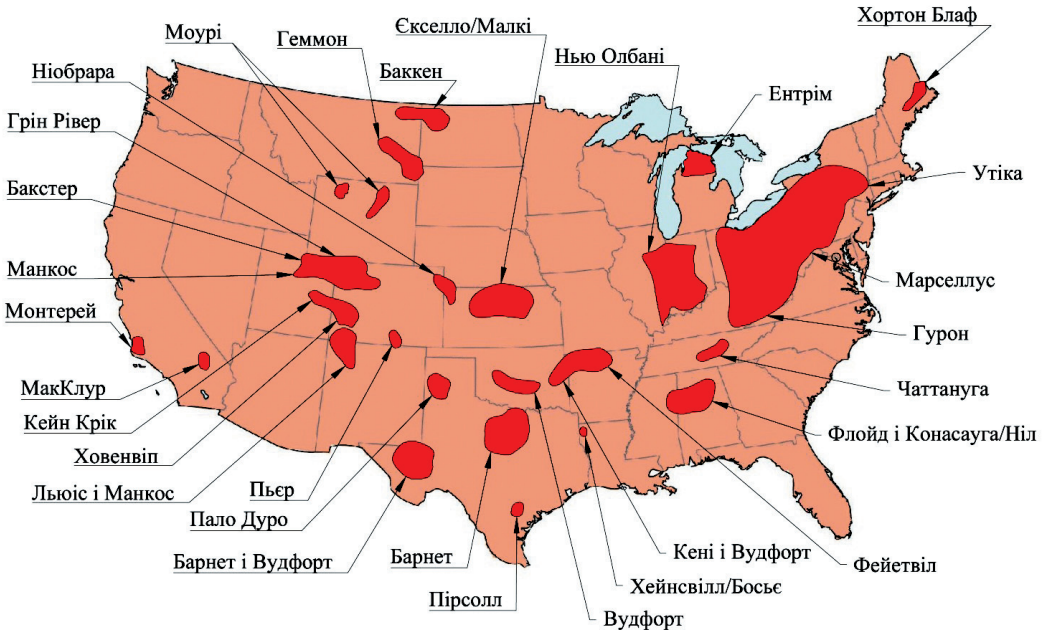 Хортон Блаф
Єкселло/Малкі
Моурі
Геммон
Нью Олбані
Ніобрара
Баккен
Ентрім
Грін Рівер
Утіка
Бакстер
Манкос
Марселлус
Монтерей
Гурон
МакКлур
Чаттануга
Кейн Крік
Флойд і Конасауга/Ніл
Ховенвіп
Льюіс і Манкос
Пьєр
Пало Дуро
Барнет і Вудфорт
Барнет
Кені і Вудфорт
Фейетвіл
Хейнсвілл/Босьє
Пірсолл
Вудфорт